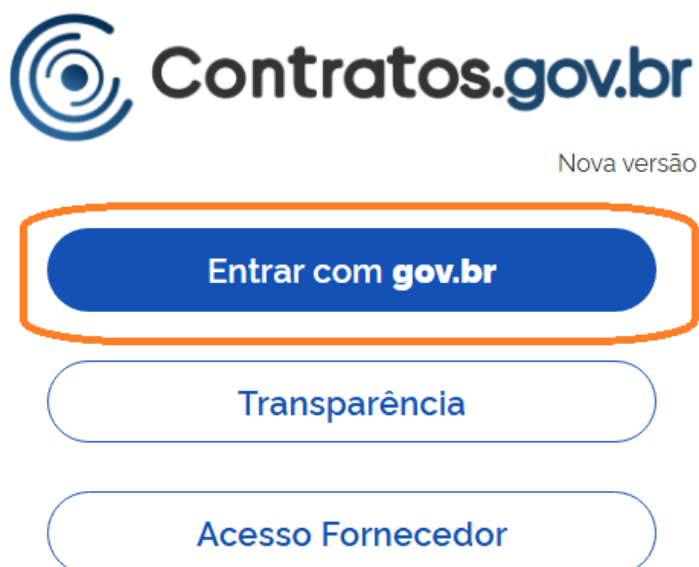 Contratos.gov.br
Nova versão
Entrar com gov.br
Transparência
Acesso Fornecedor